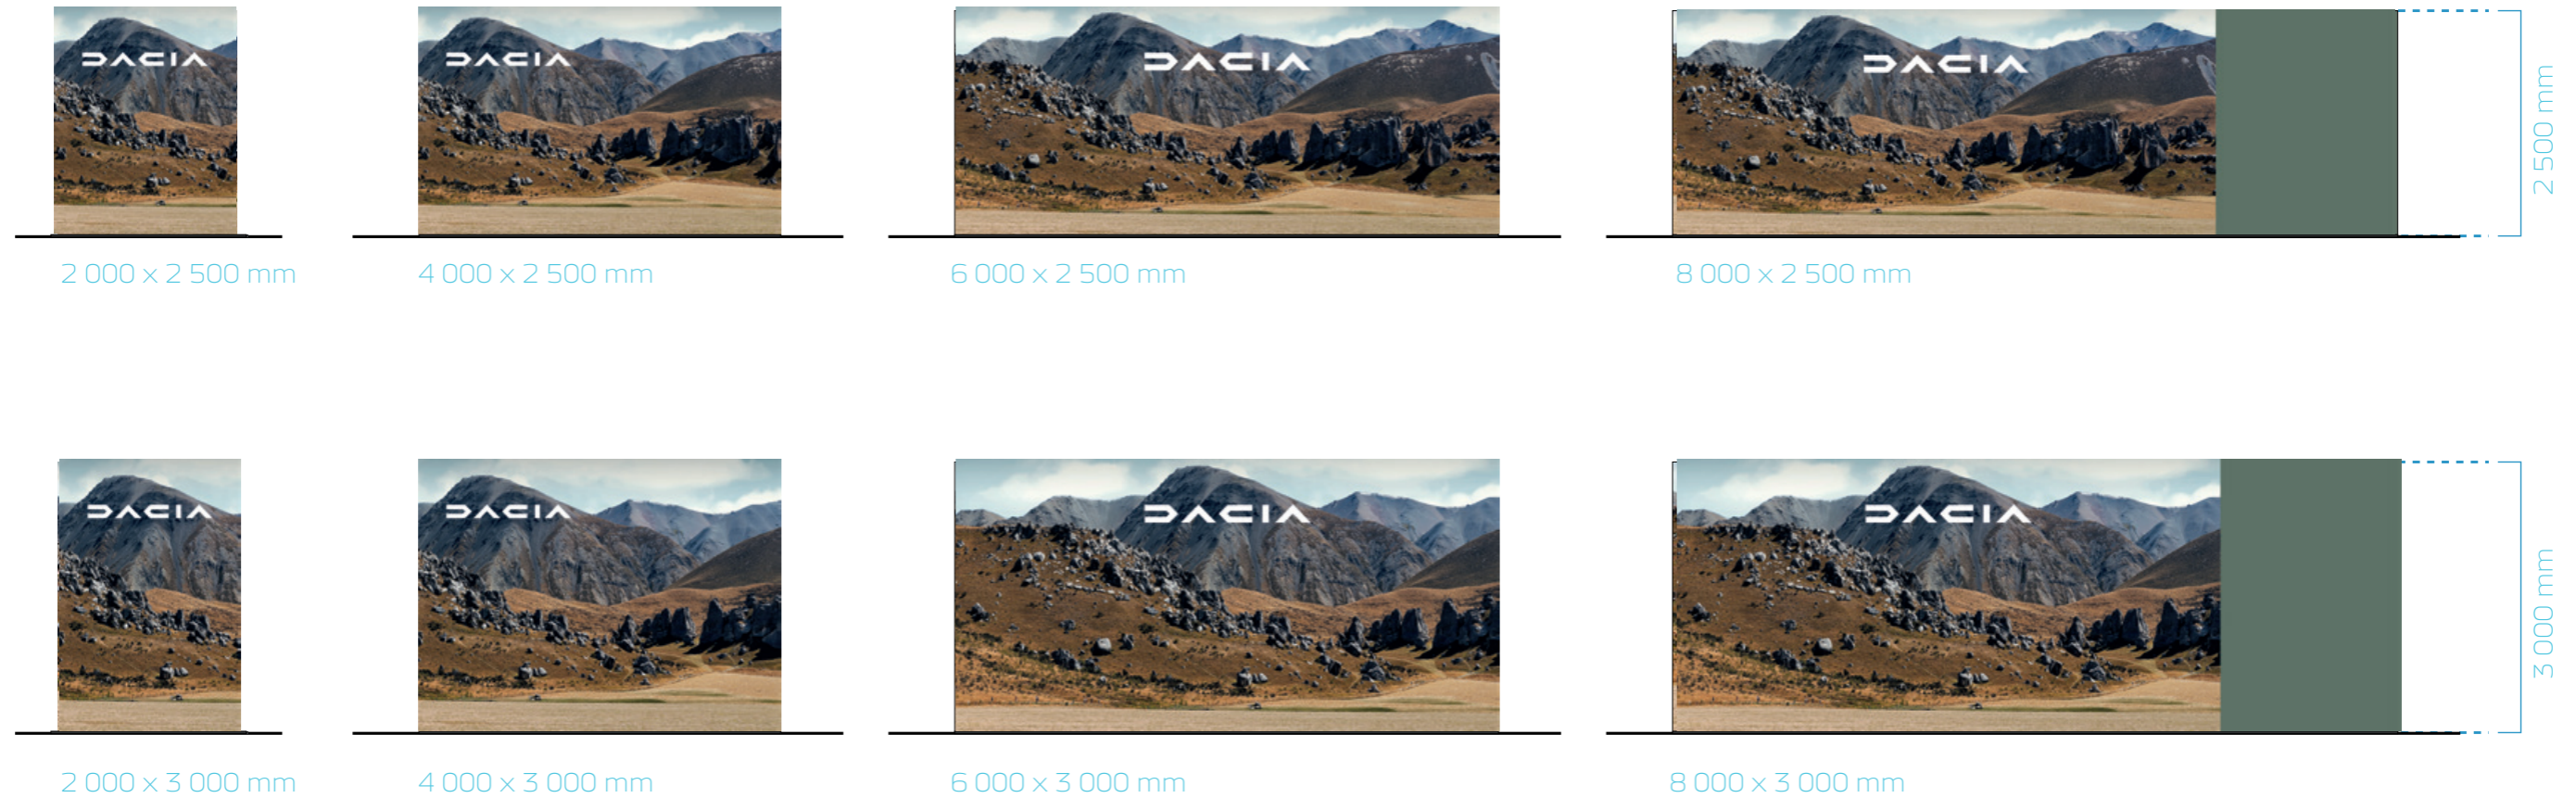 DACIA
DACIA
DACIA
DACIA
2 500 mm
2 000 x 2 500 mm
4 000 x 2 500 mm
6 000 x 2 500 mm
8 000 x 2 500 mm
DACIA
DACIA
DACIA
DACIA
3 000 mm
2 000 x 3 000 mm
4 000 x 3 000 mm
6 000 x 3 000 mm
8 000 x 3 000 mm